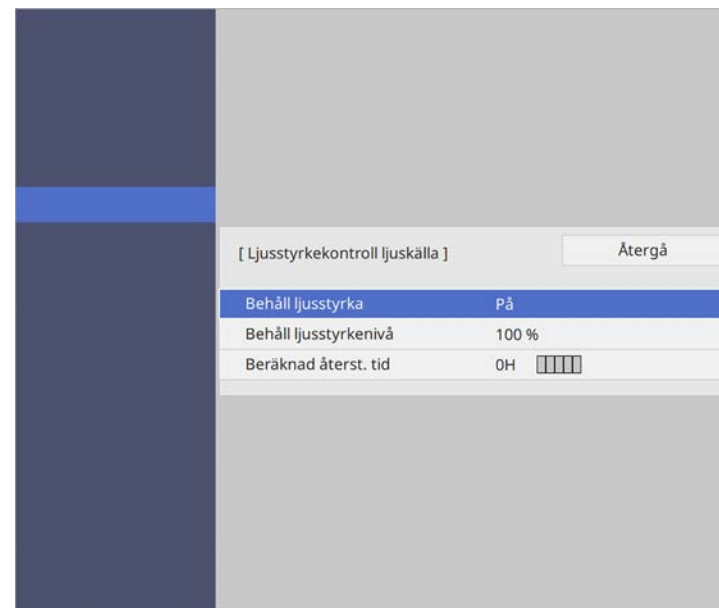 [ Ljusstyrkekontroll ljuskälla ] Återgå
Behåll ljusstyrka På
Behåll ljusstyrkenivå 100 %
Beräknad återst. tid 0H